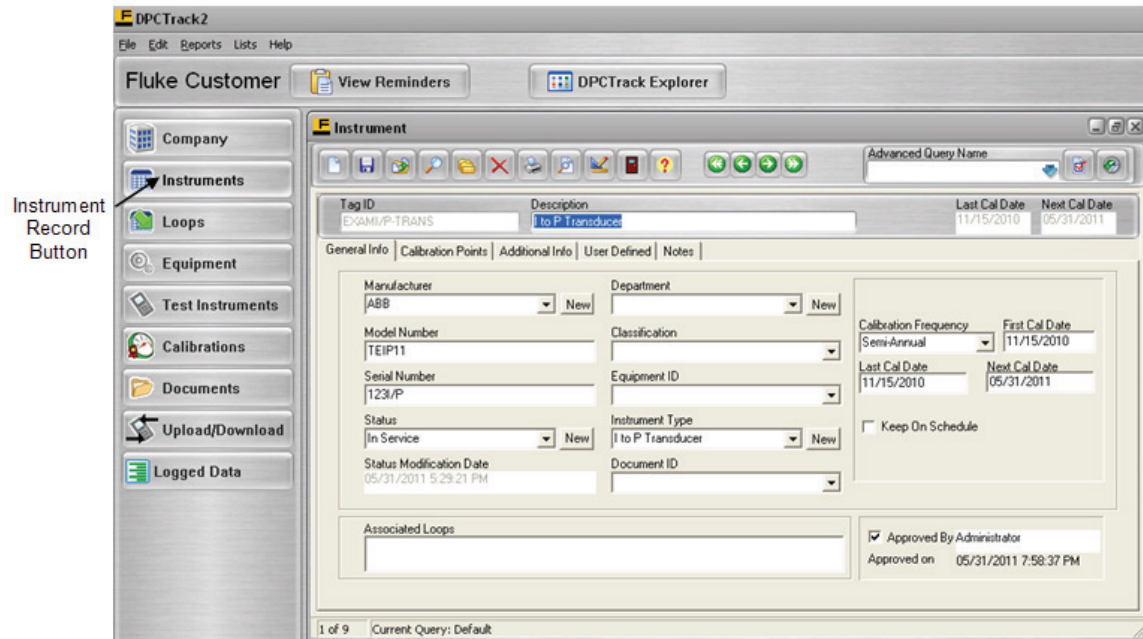 DPCTrack2
File Edit Reports Lists Help
Fluke Customer
View Reminders
DPCTrack Explorer
Company
Instruments
Loops
Equipment
Test Instruments
Calibrations
Documents
Upload/Download
Logged Data
Instrument
Record
Button
Instrument
Advanced Query Name
Tag ID
EXAMI/P-TRANS
Description
I to P Transducer
Last Cal Date
11/15/2010
Next Cal Date
05/31/2011
General Info Calibration Points Additional Info User Defined Notes
Manufacturer
ABB
New
Model Number
TEIP11
Serial Number
123I/P
Status
In Service
New
Status Modification Date
05/31/2011 5:29:21 PM
Department
New
Classification
Equipment ID
Instrument Type
I to P Transducer
New
Document ID
Calibration Frequency
Semi-Annual
First Cal Date
11/15/2010
Last Cal Date
11/15/2010
Next Cal Date
05/31/2011
Keep On Schedule
Associated Loops
Approved By Administrator
Approved on 05/31/2011 7:58:37 PM
1 of 9 Current Query: Default